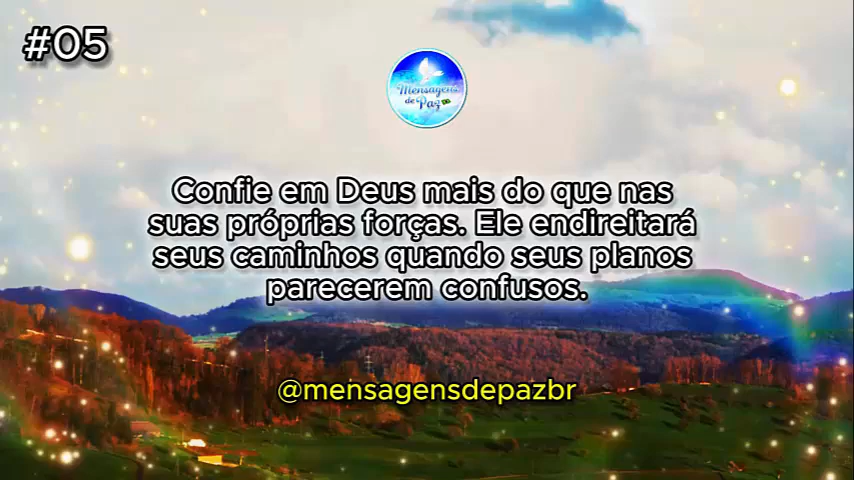 #05
Mensagens
de Paz
Confie em Deus mais do que nas
suas próprias forças. Ele endireitará
seus caminhos quando seus planos
parecerem confusos.
@mensagensdepazbr